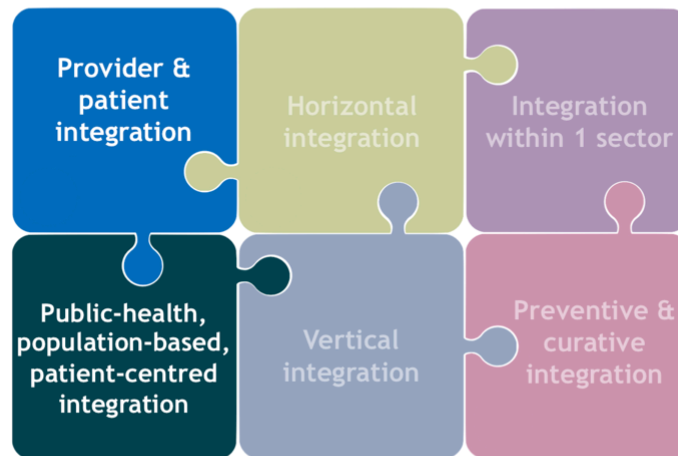 Provider &
patient
integration
Horizontal
integration
Integration
within 1 sector
Public-health,
population-based,
patient-centred
integration
Vertical
integration
Preventive &
curative
integration